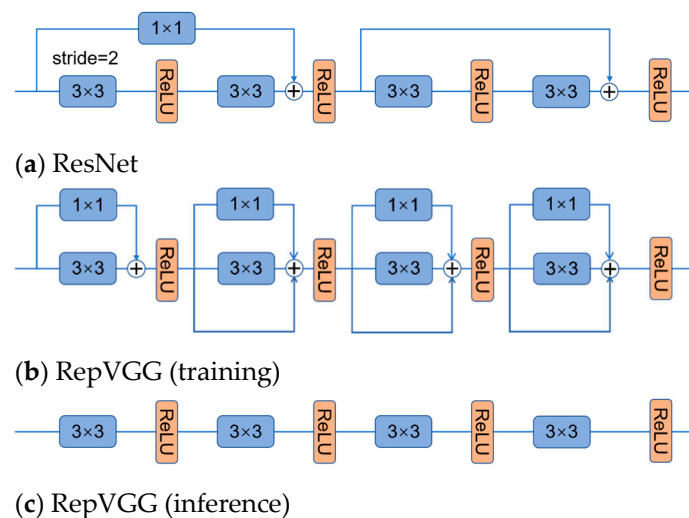 1×1
stride=2
3×3 ReLU 3×3 ReLU 3×3 ReLU 3×3 ReLU
(a) ResNet
1×1 1×1 1×1 1×1
3×3 ReLU 3×3 ReLU 3×3 ReLU 3×3 ReLU
(b) RepVGG (training)
3×3 ReLU 3×3 ReLU 3×3 ReLU 3×3 ReLU
(c) RepVGG (inference)